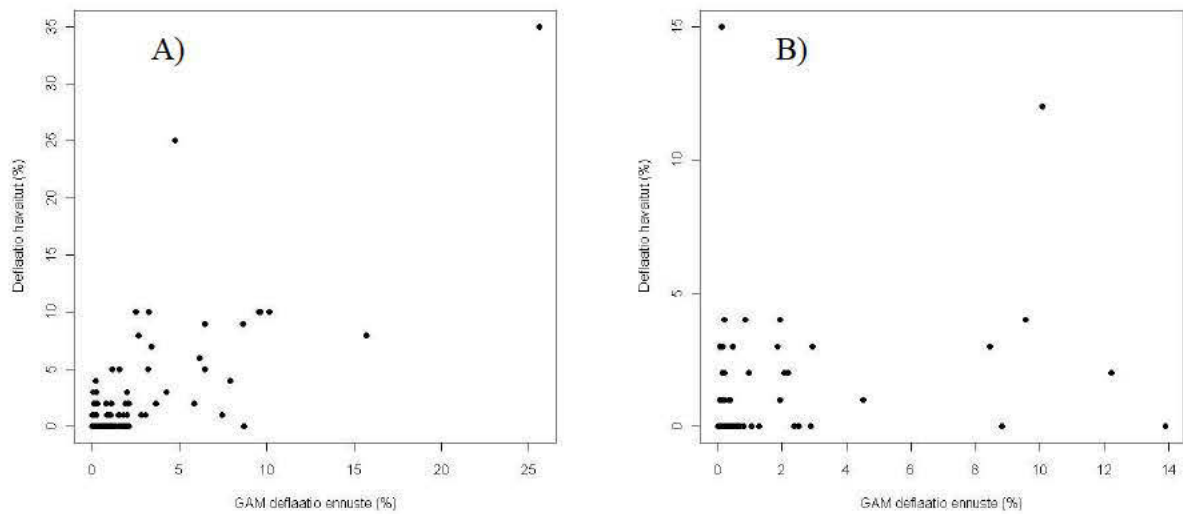 A)
Deflaatio havaitut (%)
35
30
25
20
15
10
5
0
0 5 10 15 20 25
GAM deflaatio ennuste (%)
B)
Deflaatio havaitut (%)
15
10
5
0
0 2 4 6 8 10 12 14
GAM deflaatio ennuste (%)